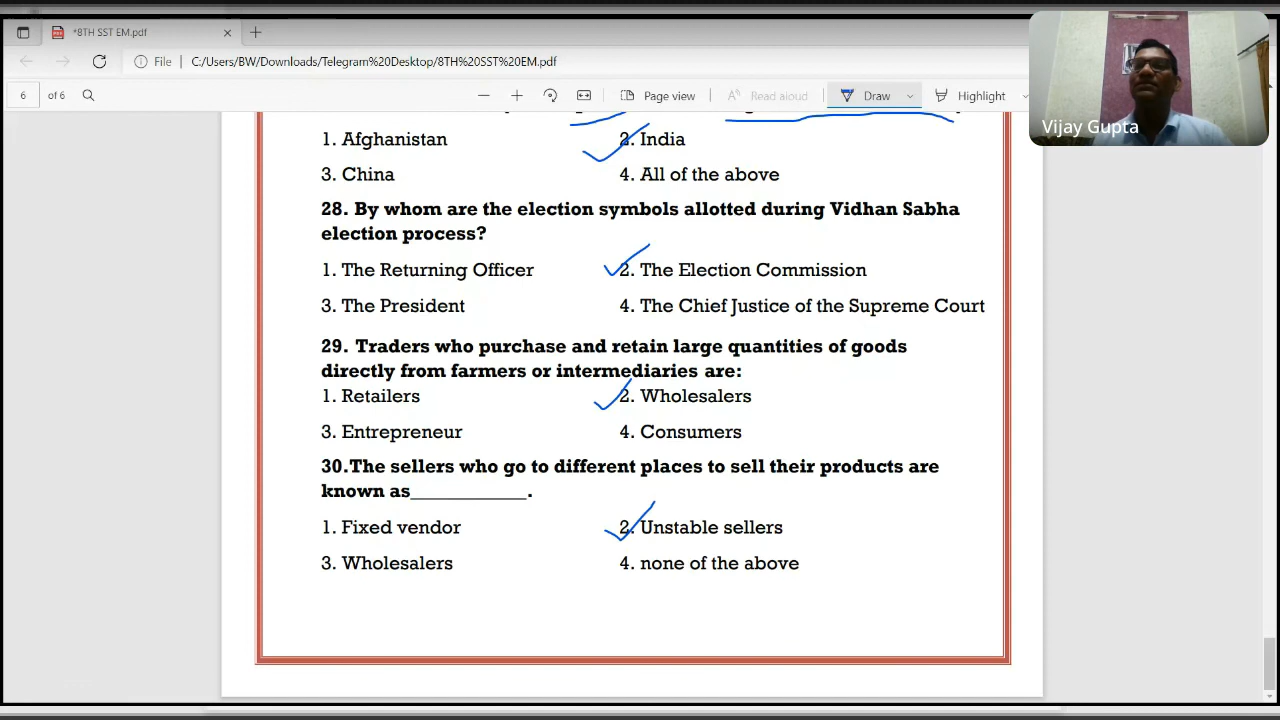 *8TH SST EM.pdf
File C:/Users/BW/Downloads/Telegram%20Desktop/8TH%20SST%20EM.pdf
6 of 6 Page view Read aloud Draw Highlight
Vijay Gupta
1. Afghanistan 2. India
3. China 4. All of the above
28. By whom are the election symbols allotted during Vidhan Sabha
election process?
1. The Returning Officer 2. The Election Commission
3. The President 4. The Chief Justice of the Supreme Court
29. Traders who purchase and retain large quantities of goods
directly from farmers or intermediaries are:
1. Retailers 2. Wholesalers
3. Entrepreneur 4. Consumers
30.The sellers who go to different places to sell their products are
known as____________.
1. Fixed vendor 2. Unstable sellers
3. Wholesalers 4. none of the above